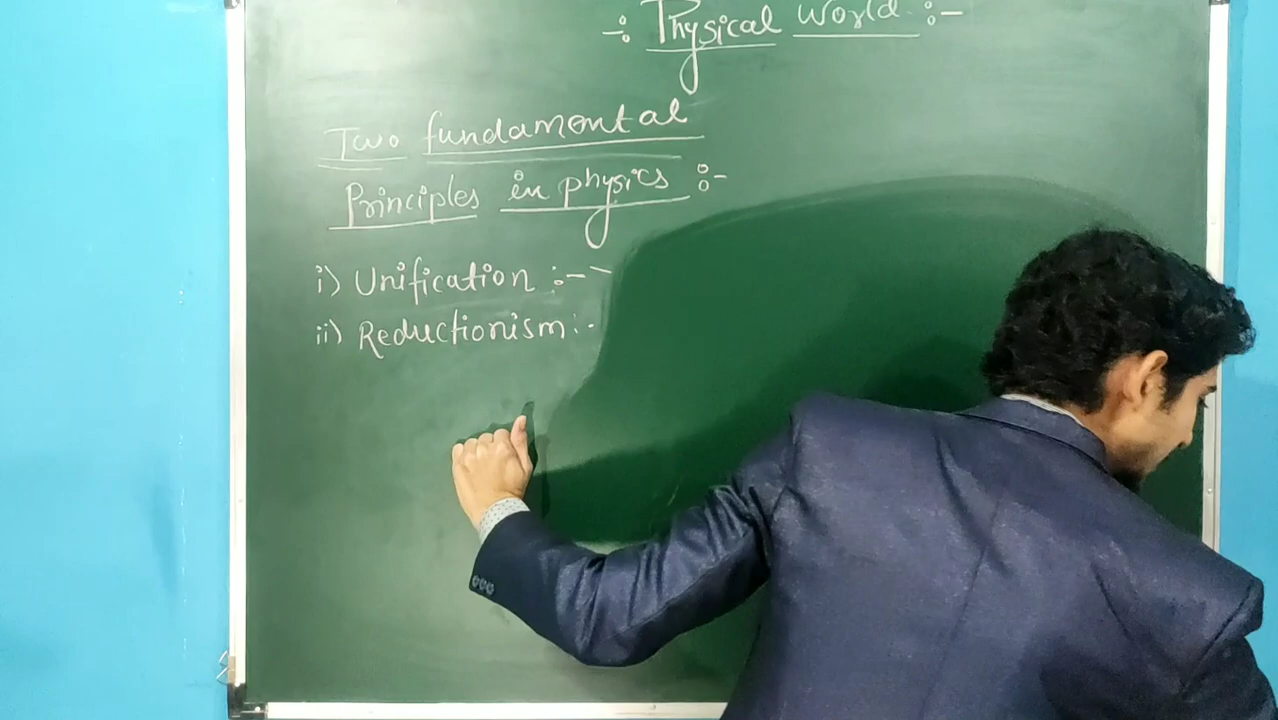 ÷ Physical World :-
Two fundamental
Principles in physics :-
i) Unification :-
ii) Reductionism :-